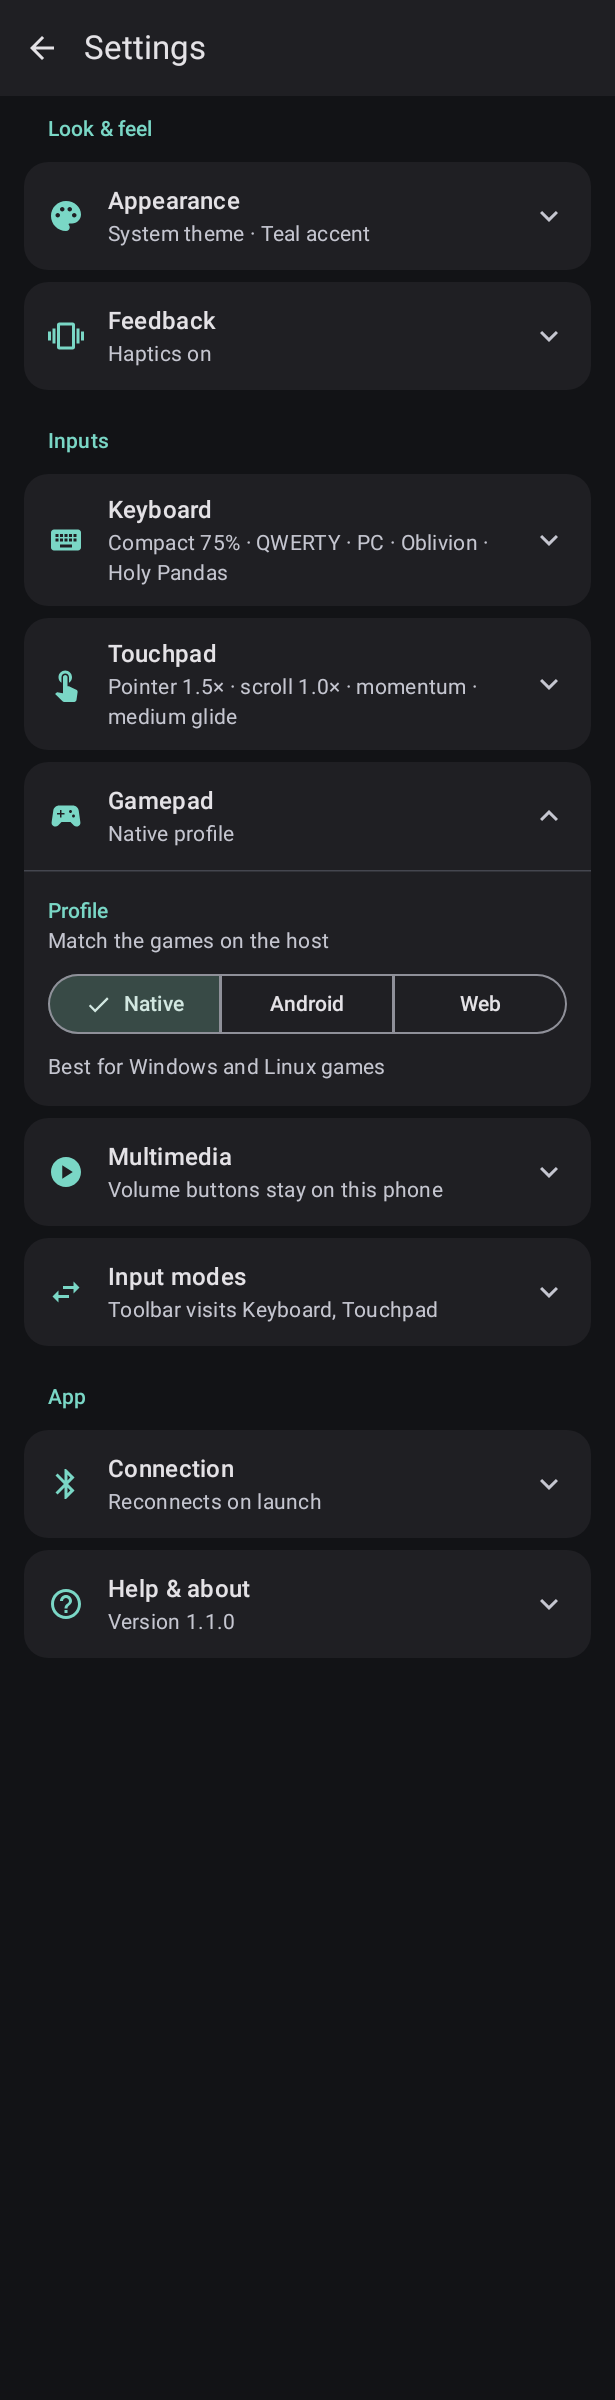 Settings
Look & feel
Appearance
System theme · Teal accent
Feedback
Haptics on
Inputs
Keyboard
Compact 75% · QWERTY · PC · Oblivion ·
Holy Pandas
Touchpad
Pointer 1.5× · scroll 1.0× · momentum ·
medium glide
Gamepad
Native profile
Profile
Match the games on the host
Native Android Web
Best for Windows and Linux games
Multimedia
Volume buttons stay on this phone
Input modes
Toolbar visits Keyboard, Touchpad
App
Connection
Reconnects on launch
Help & about
Version 1.1.0